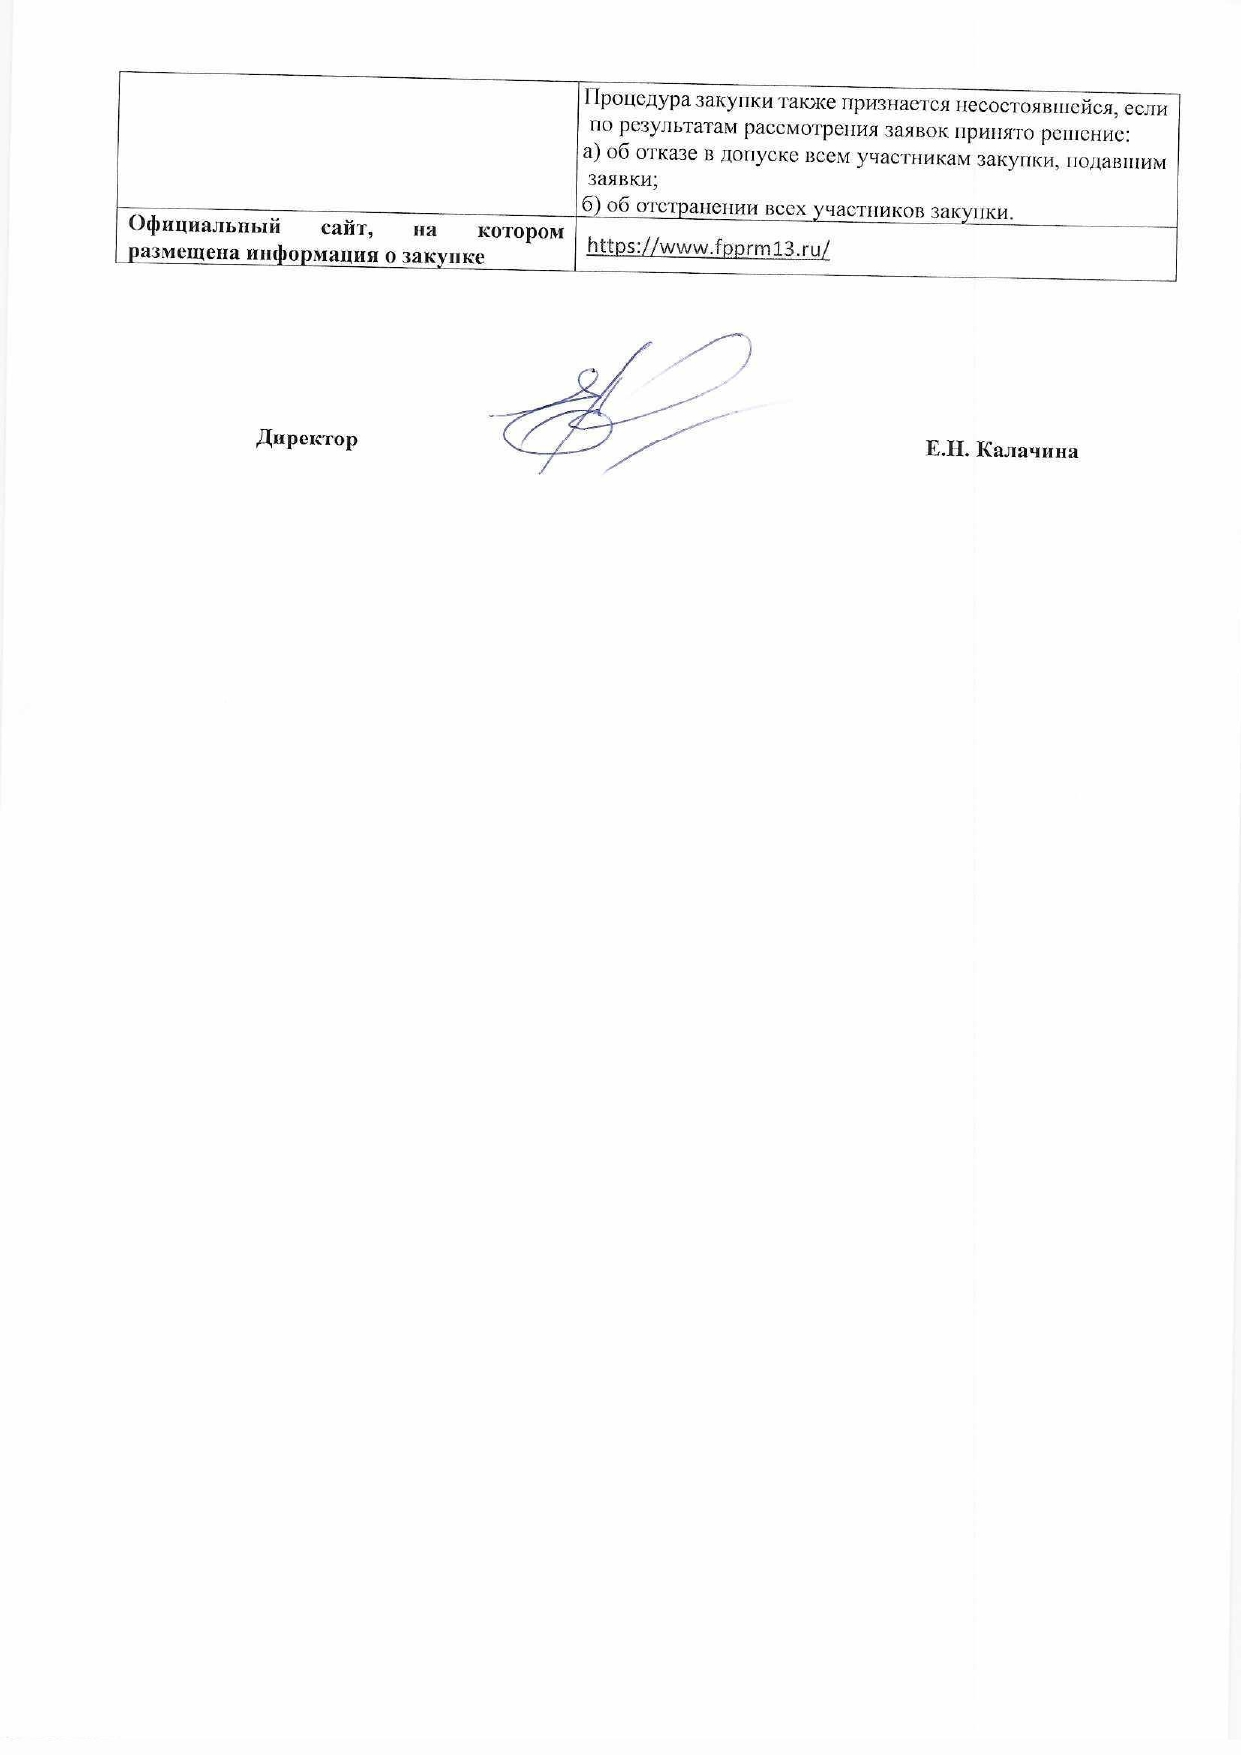 Процедура закупки также признается несостоявшейся, если
по результатам рассмотрения заявок принято решение:
а) об отказе в допуске всем участникам закупки, подавшим
заявки;
б) об отстранении всех участников закупки.
Официальный сайт, на котором
размещена информация о закупке
https://www.fpprm13.ru/
Директор
Е.Н. Калачина